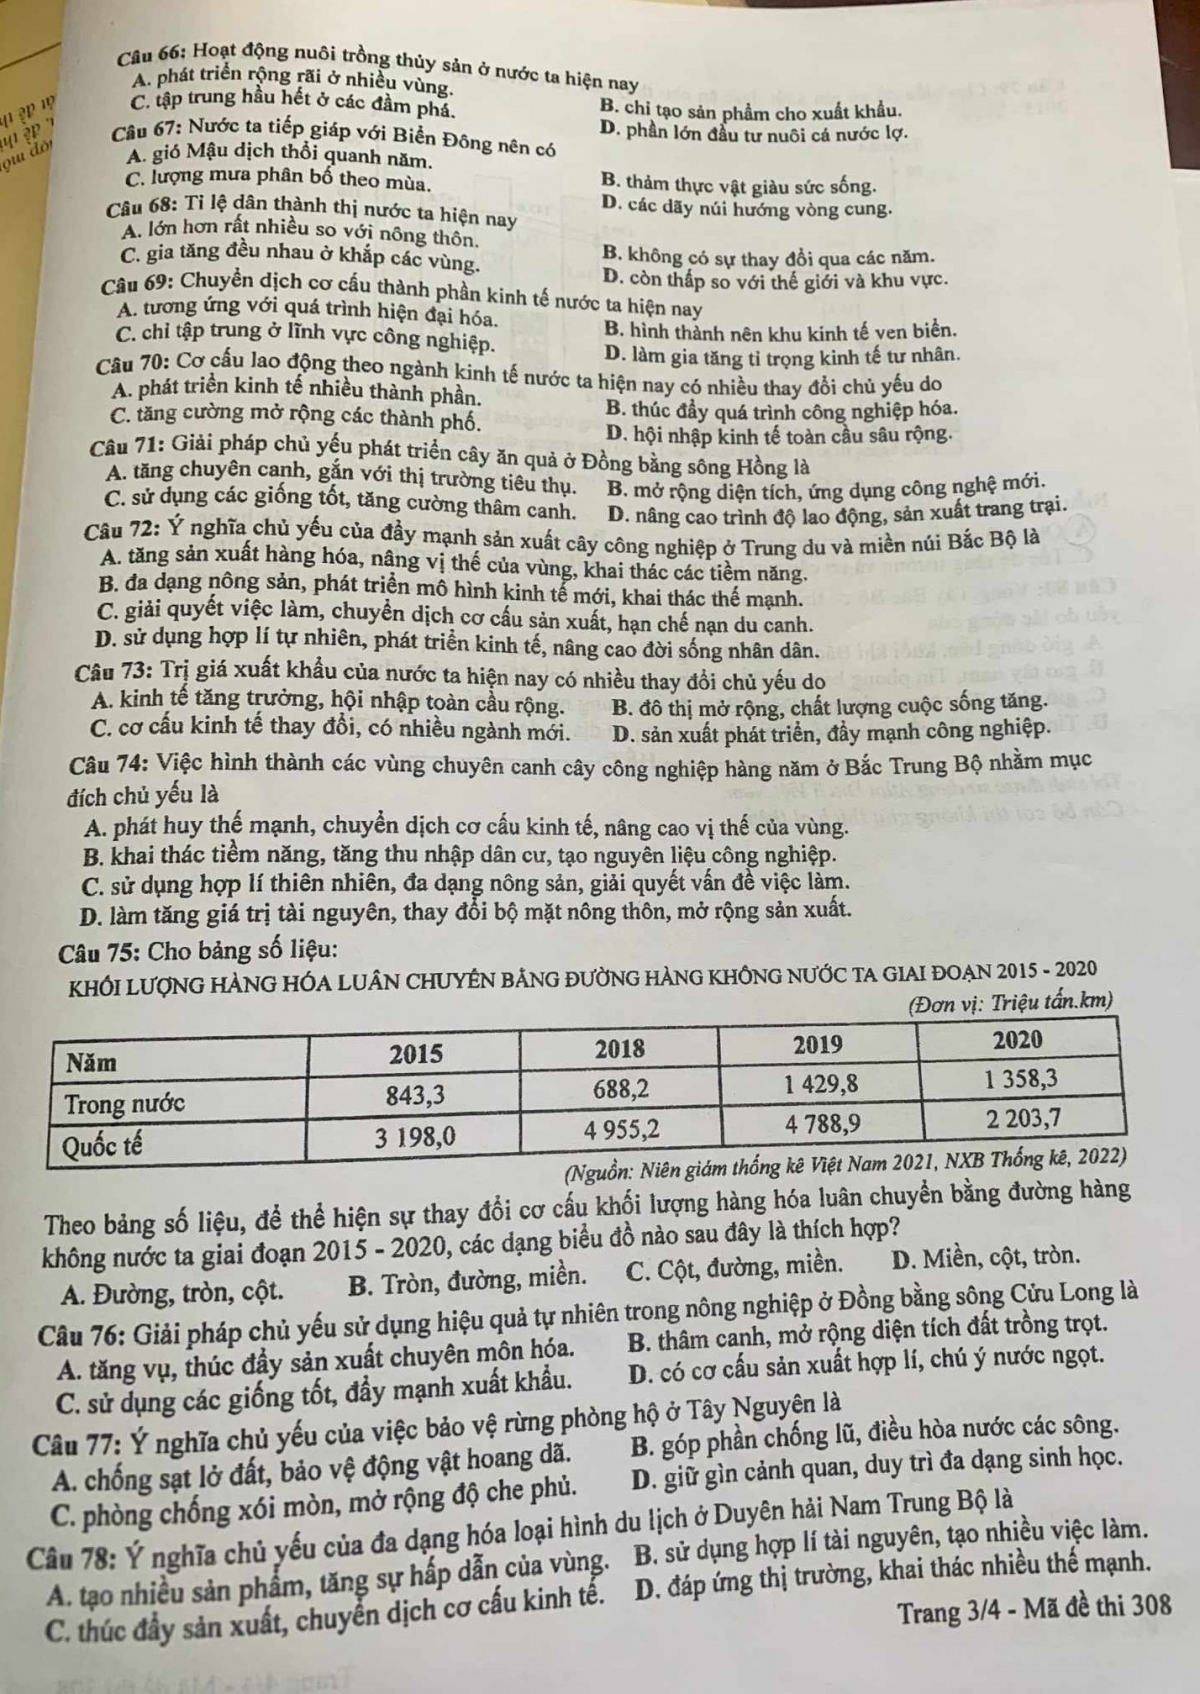 Câu 66: Hoạt động nuôi trồng thủy sản ở nước ta hiện nay
A. phát triển rộng rãi ở nhiều vùng.
B. chỉ tạo sản phẩm cho xuất khẩu.
C. tập trung hầu hết ở các đầm phá.
D. phần lớn đầu tư nuôi cá nước lợ.
Câu 67: Nước ta tiếp giáp với Biển Đông nên có
A. gió Mậu dịch thổi quanh năm.
B. thảm thực vật giàu sức sống.
C. lượng mưa phân bố theo mùa.
D. các dãy núi hướng vòng cung.
Câu 68: Tỉ lệ dân thành thị nước ta hiện nay
A. lớn hơn rất nhiều so với nông thôn.
B. không có sự thay đổi qua các năm.
C. gia tăng đều nhau ở khắp các vùng.
D. còn thấp so với thế giới và khu vực.
Câu 69: Chuyển dịch cơ cấu thành phần kinh tế nước ta hiện nay
A. tương ứng với quá trình hiện đại hóa.
B. hình thành nên khu kinh tế ven biển.
C. chỉ tập trung ở lĩnh vực công nghiệp.
D. làm gia tăng tỉ trọng kinh tế tư nhân.
Câu 70: Cơ cấu lao động theo ngành kinh tế nước ta hiện nay có nhiều thay đổi chủ yếu do
A. phát triển kinh tế nhiều thành phần.
B. thúc đẩy quá trình công nghiệp hóa.
C. tăng cường mở rộng các thành phố.
D. hội nhập kinh tế toàn cầu sâu rộng.
Câu 71: Giải pháp chủ yếu phát triển cây ăn quả ở Đồng bằng sông Hồng là
A. tăng chuyên canh, gắn với thị trường tiêu thụ.
B. mở rộng diện tích, ứng dụng công nghệ mới.
C. sử dụng các giống tốt, tăng cường thâm canh.
D. nâng cao trình độ lao động, sản xuất trang trại.
Câu 72: Ý nghĩa chủ yếu của đẩy mạnh sản xuất cây công nghiệp ở Trung du và miền núi Bắc Bộ là
A. tăng sản xuất hàng hóa, nâng vị thế của vùng, khai thác các tiềm năng.
B. đa dạng nông sản, phát triển mô hình kinh tế mới, khai thác thế mạnh.
C. giải quyết việc làm, chuyển dịch cơ cấu sản xuất, hạn chế nạn du canh.
D. sử dụng hợp lí tự nhiên, phát triển kinh tế, nâng cao đời sống nhân dân.
Câu 73: Trị giá xuất khẩu của nước ta hiện nay có nhiều thay đổi chủ yếu do
A. kinh tế tăng trưởng, hội nhập toàn cầu rộng.
B. đô thị mở rộng, chất lượng cuộc sống tăng.
C. cơ cấu kinh tế thay đổi, có nhiều ngành mới.
D. sản xuất phát triển, đẩy mạnh công nghiệp.
Câu 74: Việc hình thành các vùng chuyên canh cây công nghiệp hàng năm ở Bắc Trung Bộ nhằm mục
đích chủ yếu là
A. phát huy thế mạnh, chuyển dịch cơ cấu kinh tế, nâng cao vị thế của vùng.
B. khai thác tiềm năng, tăng thu nhập dân cư, tạo nguyên liệu công nghiệp.
C. sử dụng hợp lí thiên nhiên, đa dạng nông sản, giải quyết vấn đề việc làm.
D. làm tăng giá trị tài nguyên, thay đổi bộ mặt nông thôn, mở rộng sản xuất.
Câu 75: Cho bảng số liệu:
KHỐI LƯỢNG HÀNG HÓA LUÂN CHUYỂN BẰNG ĐƯỜNG HÀNG KHÔNG NƯỚC TA GIAI ĐOẠN 2015 - 2020
(Đơn vị: Triệu tấn.km)
Năm 2015 2018 2019 2020
Trong nước 843,3 688,2 1 429,8 1 358,3
Quốc tế 3 198,0 4 955,2 4 788,9 2 203,7
(Nguồn: Niên giám thống kê Việt Nam 2021, NXB Thống kê, 2022)
Theo bảng số liệu, để thể hiện sự thay đổi cơ cấu khối lượng hàng hóa luân chuyển bằng đường hàng
không nước ta giai đoạn 2015 - 2020, các dạng biểu đồ nào sau đây là thích hợp?
A. Đường, tròn, cột. B. Tròn, đường, miền. C. Cột, đường, miền. D. Miền, cột, tròn.
Câu 76: Giải pháp chủ yếu sử dụng hiệu quả tự nhiên trong nông nghiệp ở Đồng bằng sông Cửu Long là
A. tăng vụ, thúc đẩy sản xuất chuyên môn hóa.
B. thâm canh, mở rộng diện tích đất trồng trọt.
C. sử dụng các giống tốt, đẩy mạnh xuất khẩu.
D. có cơ cấu sản xuất hợp lí, chú ý nước ngọt.
Câu 77: Ý nghĩa chủ yếu của việc bảo vệ rừng phòng hộ ở Tây Nguyên là
A. chống sạt lở đất, bảo vệ động vật hoang dã.
B. góp phần chống lũ, điều hòa nước các sông.
C. phòng chống xói mòn, mở rộng độ che phủ.
D. giữ gìn cảnh quan, duy trì đa dạng sinh học.
Câu 78: Ý nghĩa chủ yếu của đa dạng hóa loại hình du lịch ở Duyên hải Nam Trung Bộ là
A. tạo nhiều sản phẩm, tăng sự hấp dẫn của vùng.
B. sử dụng hợp lí tài nguyên, tạo nhiều việc làm.
C. thúc đẩy sản xuất, chuyển dịch cơ cấu kinh tế.
D. đáp ứng thị trường, khai thác nhiều thế mạnh.
Trang 3/4 - Mã đề thi 308